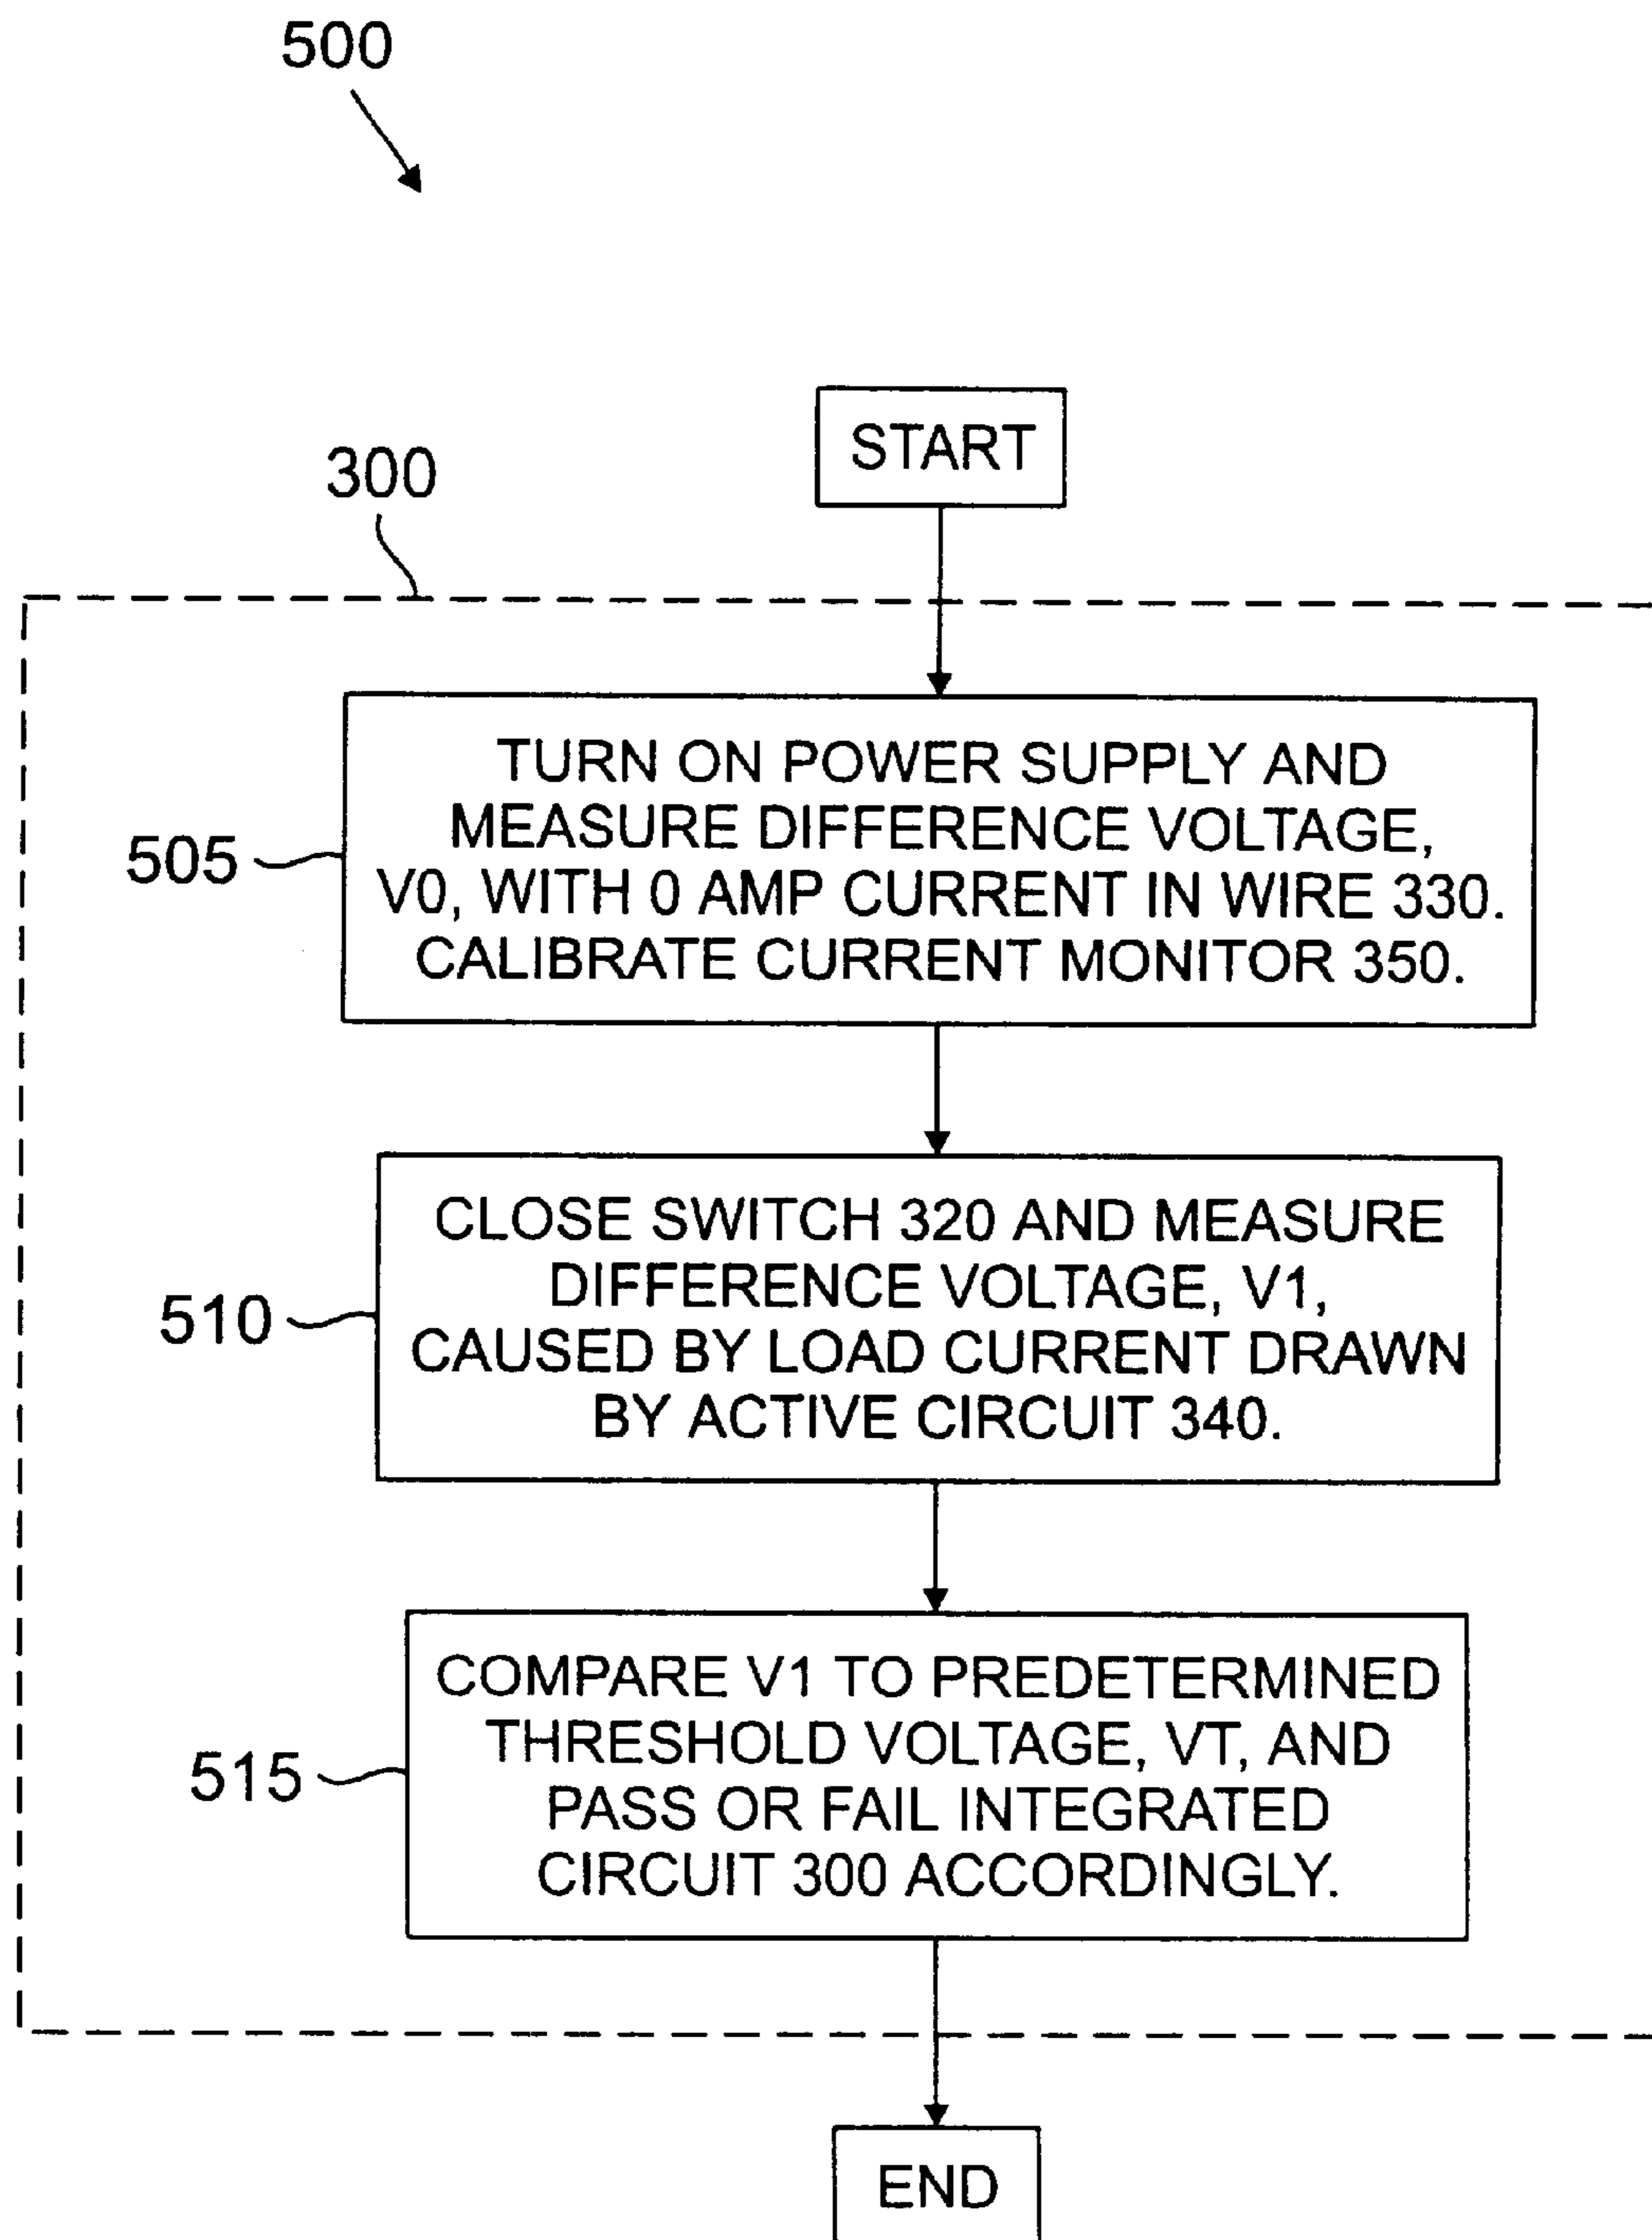 500
START
300
505
TURN ON POWER SUPPLY AND
MEASURE DIFFERENCE VOLTAGE,
V0, WITH 0 AMP CURRENT IN WIRE 330.
CALIBRATE CURRENT MONITOR 350.
510
CLOSE SWITCH 320 AND MEASURE
DIFFERENCE VOLTAGE, V1,
CAUSED BY LOAD CURRENT DRAWN
BY ACTIVE CIRCUIT 340.
515
COMPARE V1 TO PREDETERMINED
THRESHOLD VOLTAGE, VT, AND
PASS OR FAIL INTEGRATED
CIRCUIT 300 ACCORDINGLY.
END